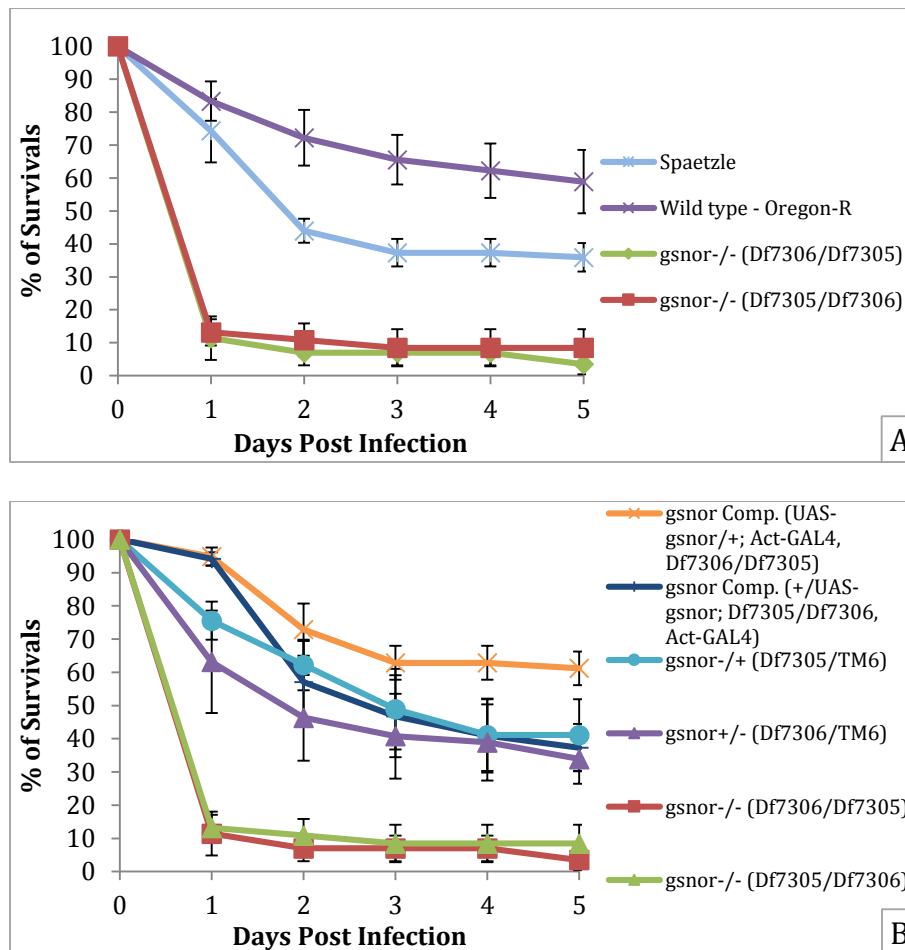 100
90
80
70
60
50
40
30
20
10
0
% of Survivals
0 1 2 3 4 5
Days Post Infection
Spaetzle
Wild type - Oregon-R
gsnor-/- (Df7306/Df7305)
gsnor-/- (Df7305/Df7306)
A
100
90
80
70
60
50
40
30
20
10
0
% of Survivals
0 1 2 3 4 5
Days Post Infection
gsnor Comp. (UAS-
gsnor/+; Act-GAL4,
Df7306/Df7305)
gsnor Comp. (+/UAS-
gsnor; Df7305/Df7306,
Act-GAL4)
gsnor-/+ (Df7305/TM6)
gsnor+/- (Df7306/TM6)
gsnor-/- (Df7306/Df7305)
gsnor-/- (Df7305/Df7306)
B